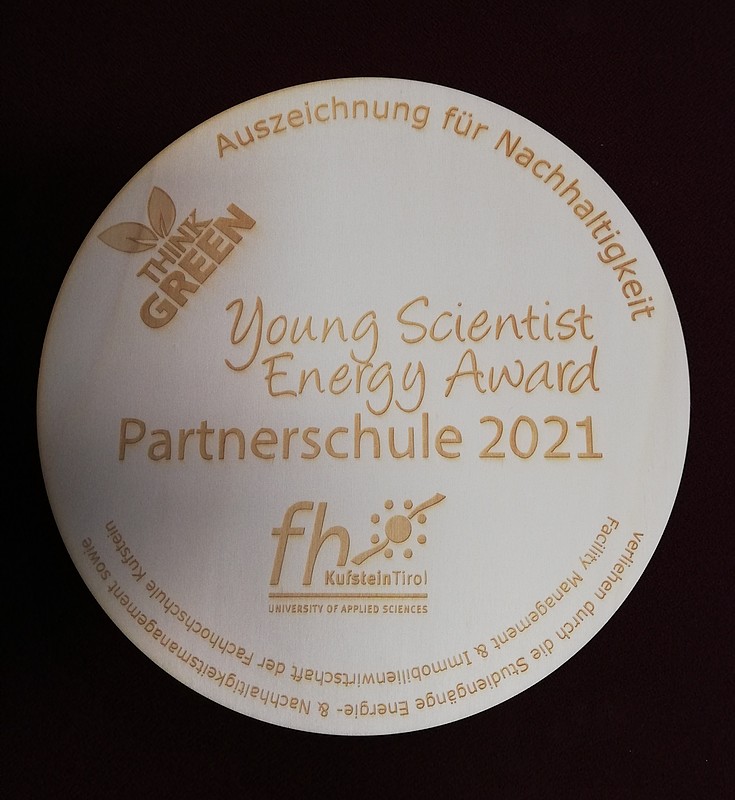 Auszeichnung für Nachhaltigkeit
THINK
GREEN
Young Scientist
Energy Award
Partnerschule 2021
fh
KufsteinTirol
UNIVERSITY OF APPLIED SCIENCES
verliehen durch die Studiengänge Energie- & Nachhaltigkeitsmanagement sowie
Facility Management & Immobilienwirtschaft der Fachhochschule Kufstein